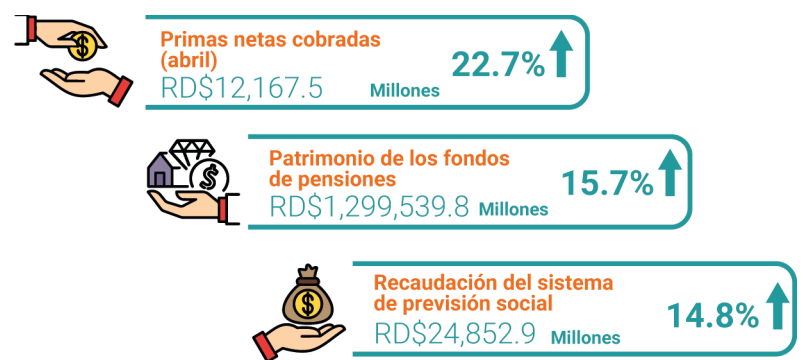 Primas netas cobradas
(abril)
RD$12,167.5 Millones
22.7%
Patrimonio de los fondos
de pensiones
RD$1,299,539.8 Millones
15.7%
Recaudación del sistema
de previsión social
RD$24,852.9 Millones
14.8%